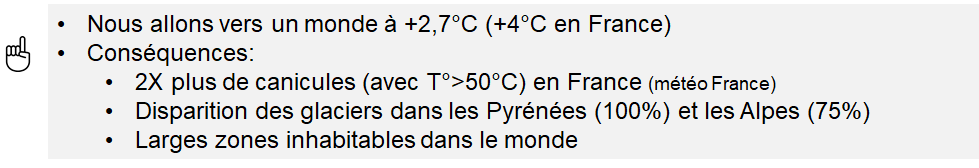 • Nous allons vers un monde à +2,7°C (+4°C en France)
• Conséquences:
• 2X plus de canicules (avec T°>50°C) en France (météo France)
• Disparition des glaciers dans les Pyrénées (100%) et les Alpes (75%)
• Larges zones inhabitables dans le monde